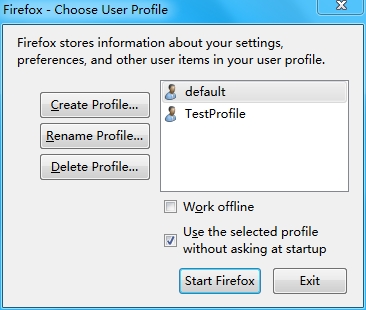 Firefox - Choose User Profile
Firefox stores information about your settings,
preferences, and other user items in your user profile.
Create Profile...
Rename Profile...
Delete Profile...
default
TestProfile
Work offline
Use the selected profile
without asking at startup
Start Firefox
Exit